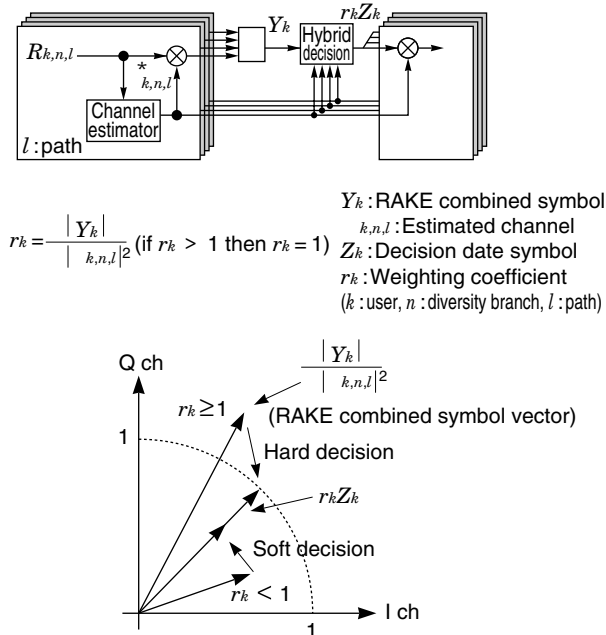 Yk
rkZk
Rk,n,l
*
k,n,l
Hybrid
decision
Channel
estimator
l : path
rk = |Yk| / | k,n,l|² (if rk > 1 then rk = 1)
Yk : RAKE combined symbol
k,n,l : Estimated channel
Zk : Decision date symbol
rk : Weighting coefficient
(k : user, n : diversity branch, l : path)
Q ch
|Yk| / | k,n,l|²
rk ≥ 1
(RAKE combined symbol vector)
1
Hard decision
rkZk
Soft decision
rk < 1
I ch
1